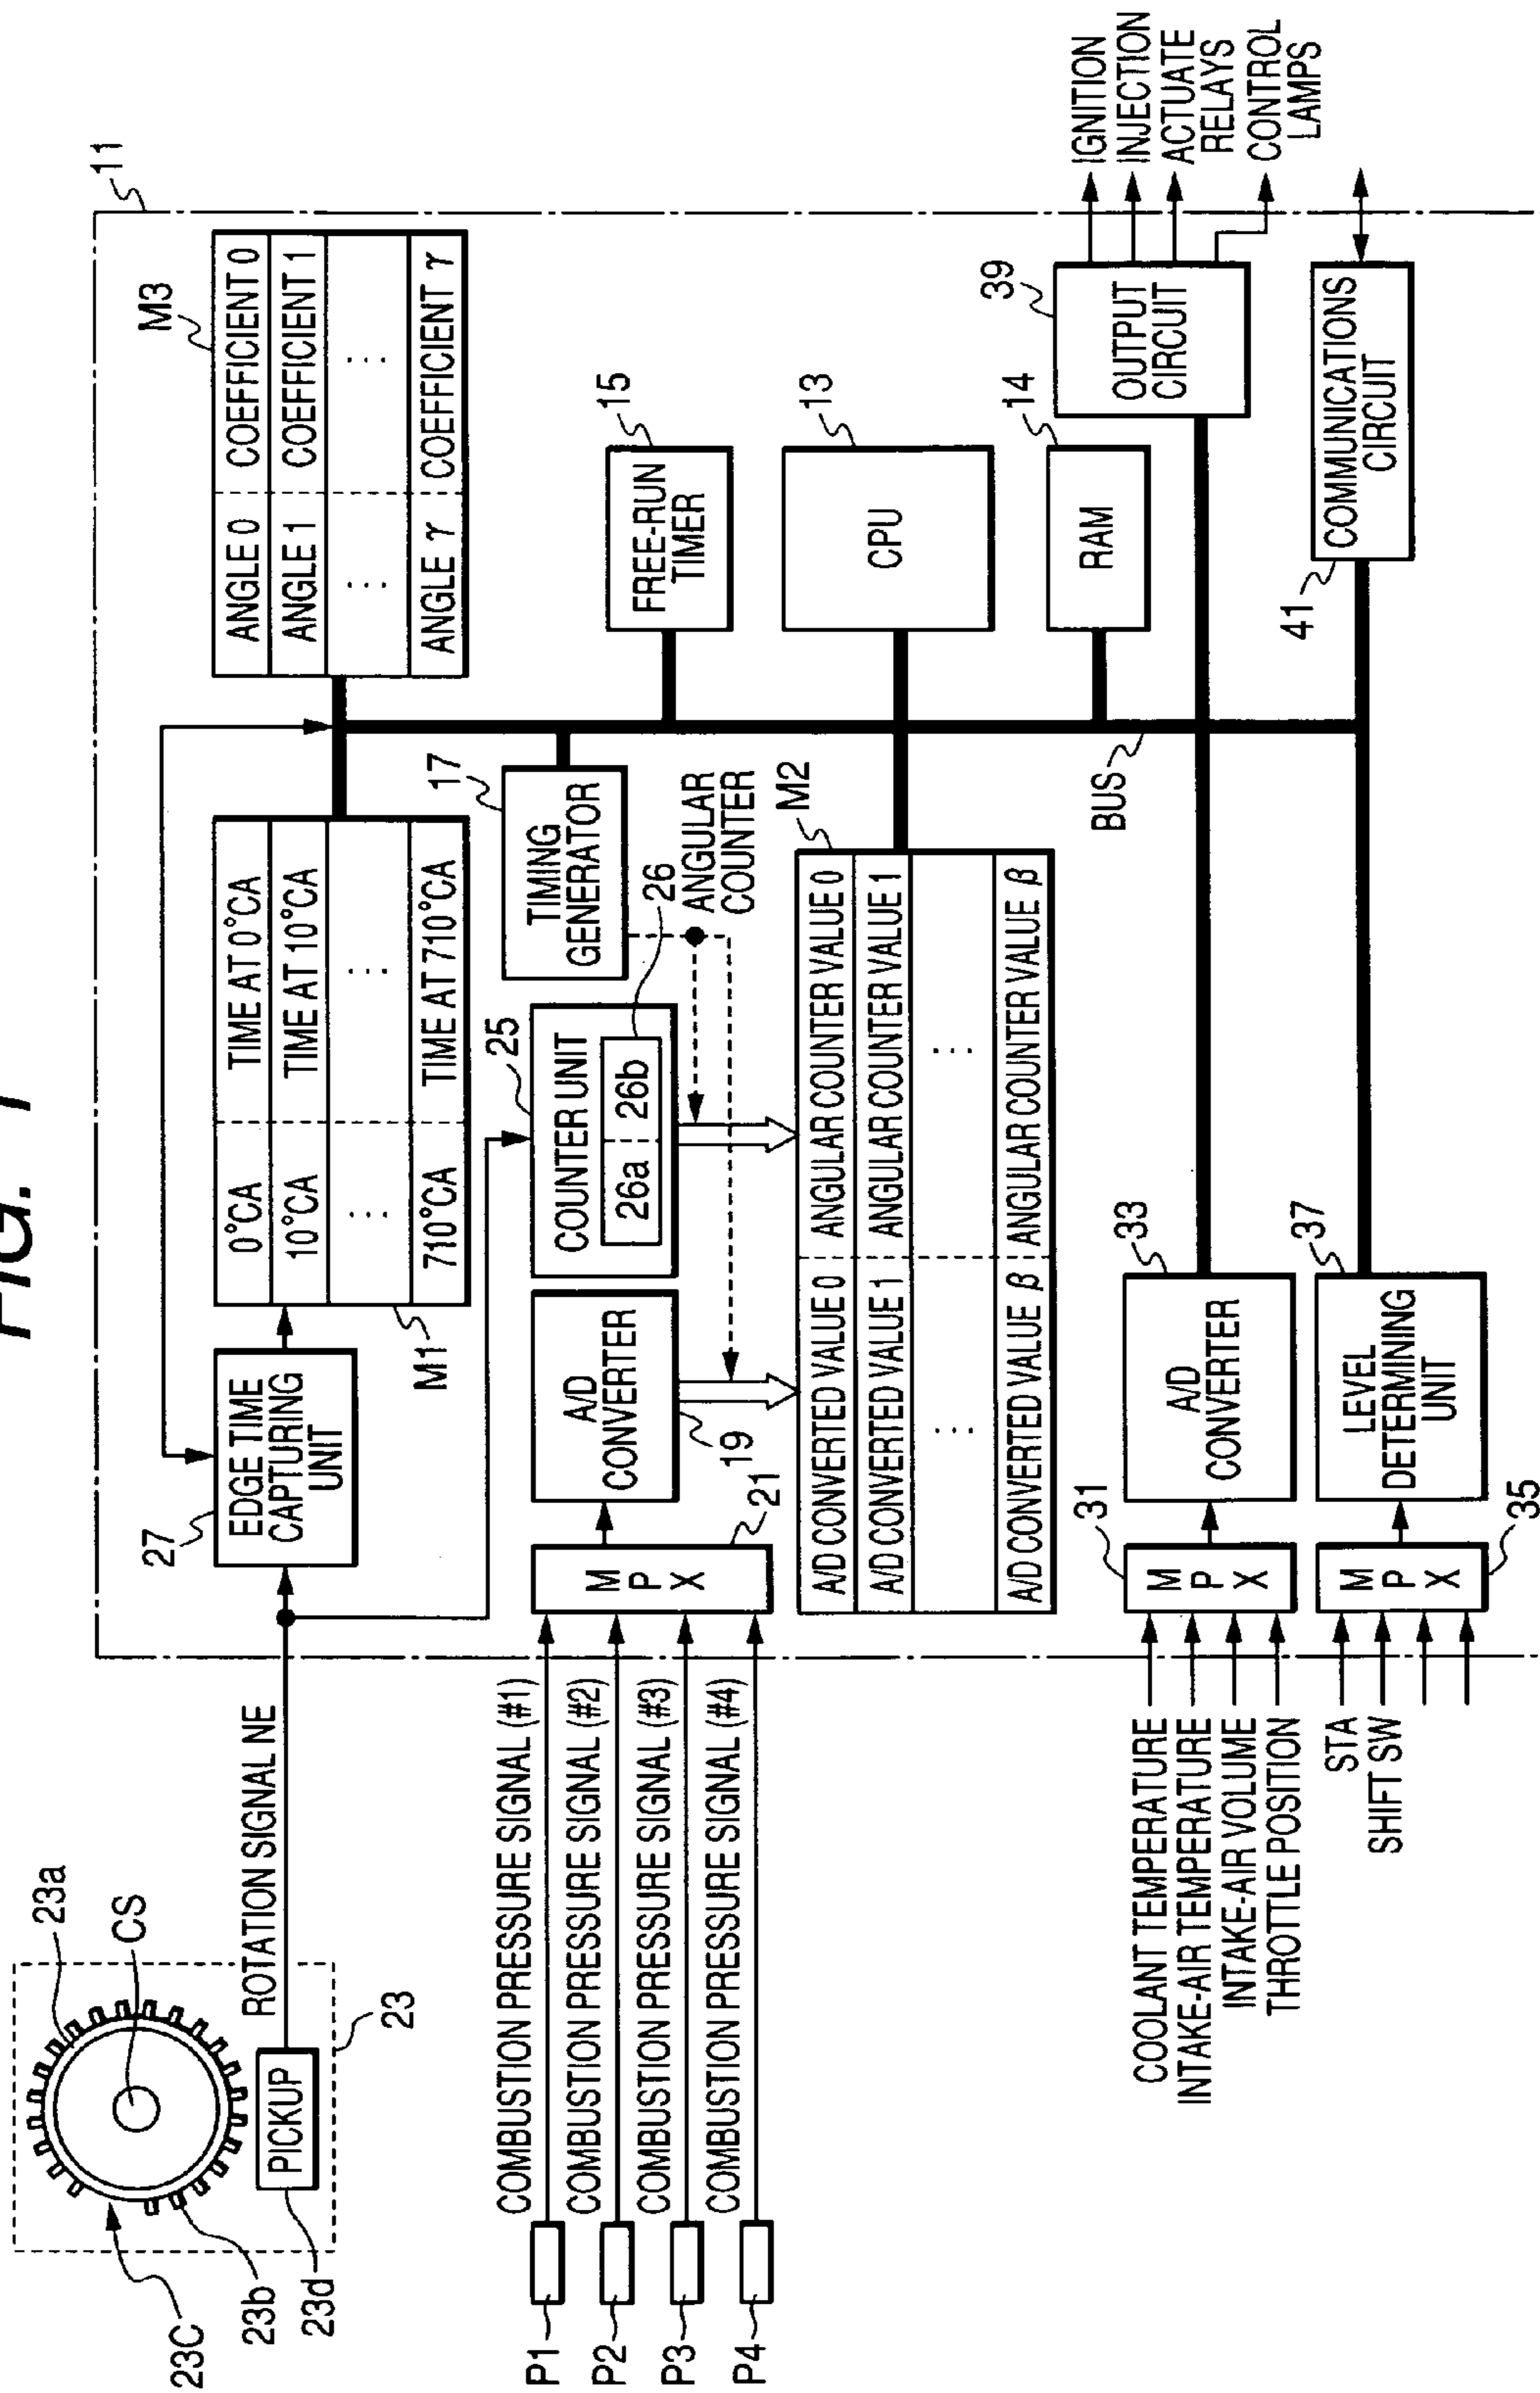 FIG. 1
11
23a
CS
23C
23b
23d
PICKUP
23
ROTATION SIGNAL NE
27
EDGE TIME
CAPTURING
UNIT
M1
0°CA TIME AT 0°CA
10°CA TIME AT 10°CA
... ...
710°CA TIME AT 710°CA
M3
ANGLE 0 COEFFICIENT 0
ANGLE 1 COEFFICIENT 1
... ...
ANGLE γ COEFFICIENT γ
P1
P2
P3
P4
COMBUSTION PRESSURE SIGNAL (#1)
COMBUSTION PRESSURE SIGNAL (#2)
COMBUSTION PRESSURE SIGNAL (#3)
COMBUSTION PRESSURE SIGNAL (#4)
M
P
X
21
A/D
CONVERTER
19
25
COUNTER UNIT
26a 26b
26
17
TIMING
GENERATOR
ANGULAR
COUNTER
15
FREE-RUN
TIMER
M2
A/D CONVERTED VALUE 0 ANGULAR COUNTER VALUE 0
A/D CONVERTED VALUE 1 ANGULAR COUNTER VALUE 1
... ...
A/D CONVERTED VALUE β ANGULAR COUNTER VALUE β
13
CPU
14
RAM
BUS
COOLANT TEMPERATURE
INTAKE-AIR TEMPERATURE
INTAKE-AIR VOLUME
THROTTLE POSITION
31
M
P
X
33
A/D
CONVERTER
39
OUTPUT
CIRCUIT
IGNITION
INJECTION
ACTUATE
RELAYS
CONTROL
LAMPS
STA
SHIFT SW
M
P
X
35
37
LEVEL
DETERMINING
UNIT
41
COMMUNICATIONS
CIRCUIT